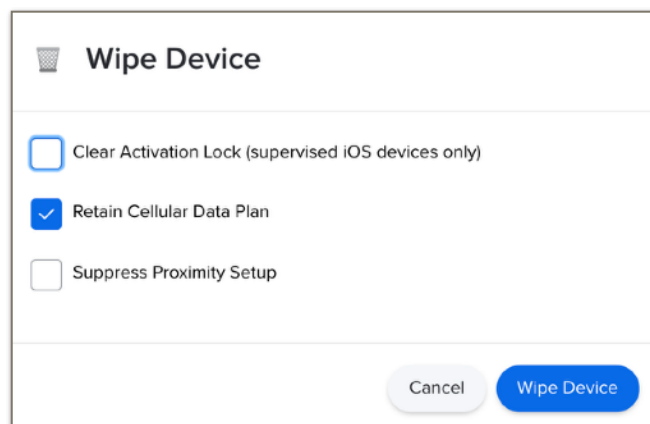 Wipe Device
Clear Activation Lock (supervised iOS devices only)
Retain Cellular Data Plan
Suppress Proximity Setup
Cancel Wipe Device